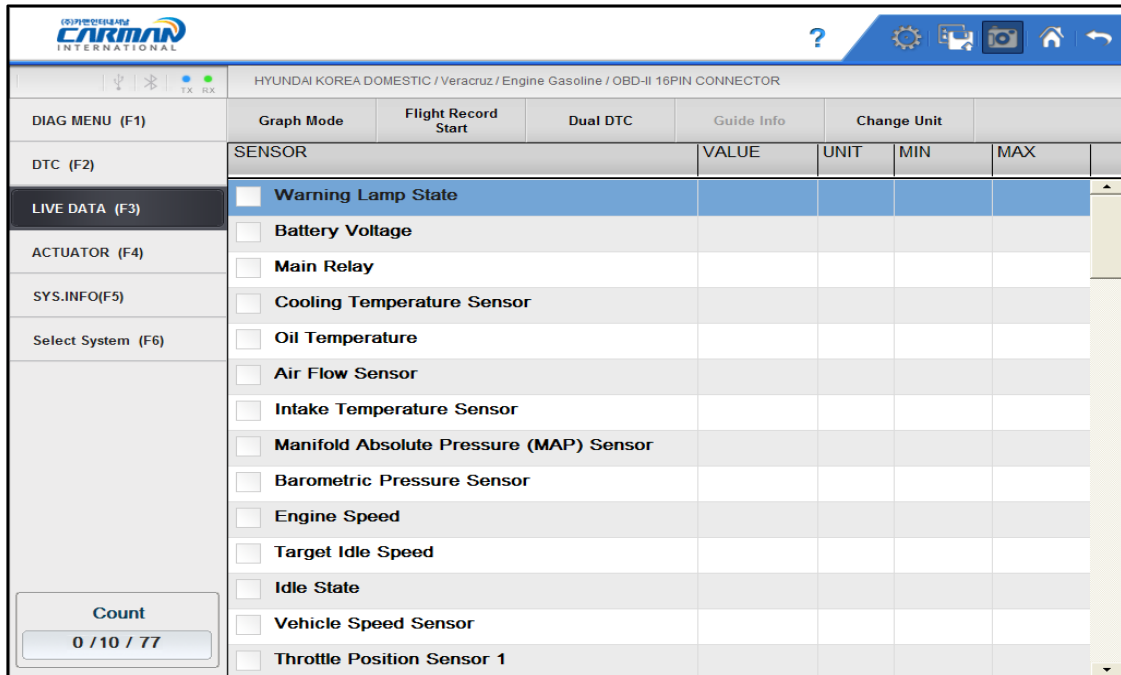 (주)카맨인터내셔날
CARMAN
INTERNATIONAL
?
TX RX
HYUNDAI KOREA DOMESTIC / Veracruz / Engine Gasoline / OBD-II 16PIN CONNECTOR
DIAG MENU (F1)
DTC (F2)
LIVE DATA (F3)
ACTUATOR (F4)
SYS.INFO(F5)
Select System (F6)
Graph Mode
Flight Record
Start
Dual DTC
Guide Info
Change Unit
SENSOR VALUE UNIT MIN MAX
Warning Lamp State
Battery Voltage
Main Relay
Cooling Temperature Sensor
Oil Temperature
Air Flow Sensor
Intake Temperature Sensor
Manifold Absolute Pressure (MAP) Sensor
Barometric Pressure Sensor
Engine Speed
Target Idle Speed
Idle State
Vehicle Speed Sensor
Throttle Position Sensor 1
Count
0 / 10 / 77